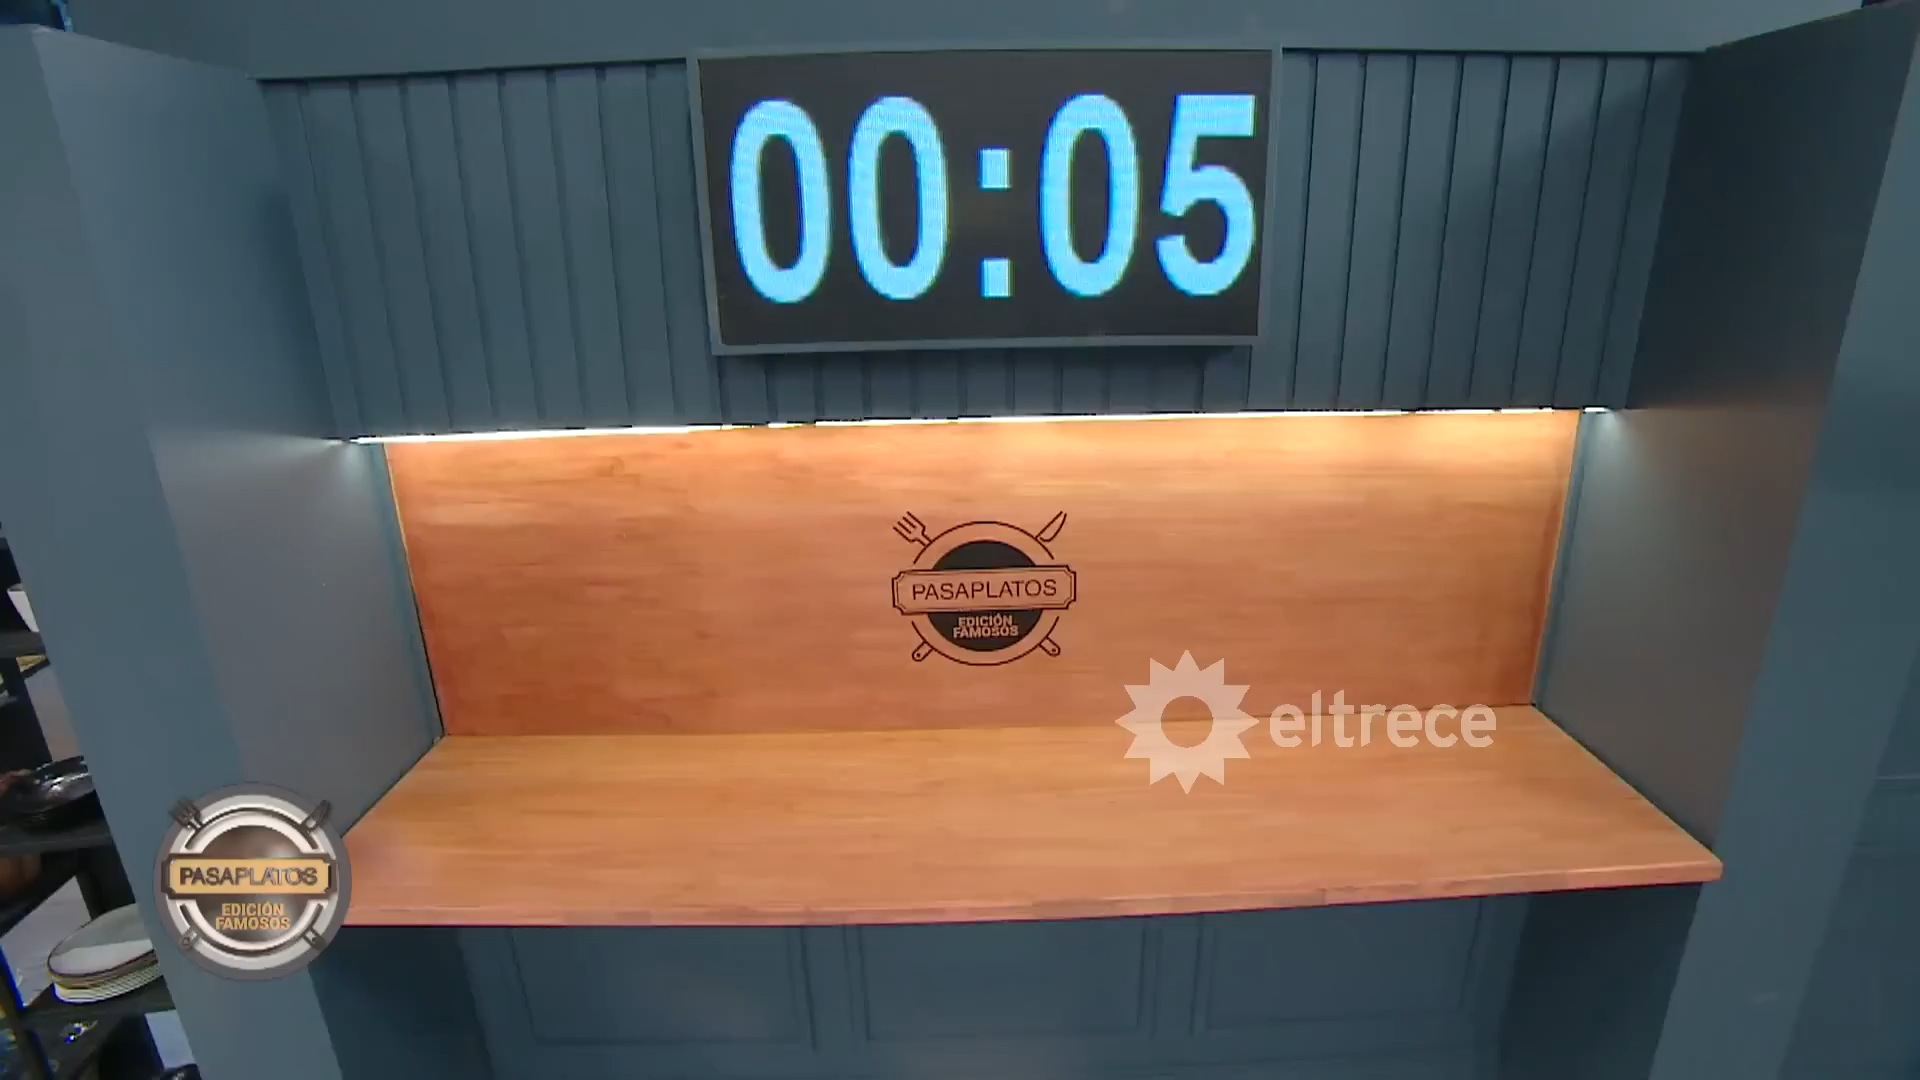 00:05
PASAPLATOS
EDICIÓN
FAMOSOS
eltrece
PASAPLATOS
EDICIÓN
FAMOSOS